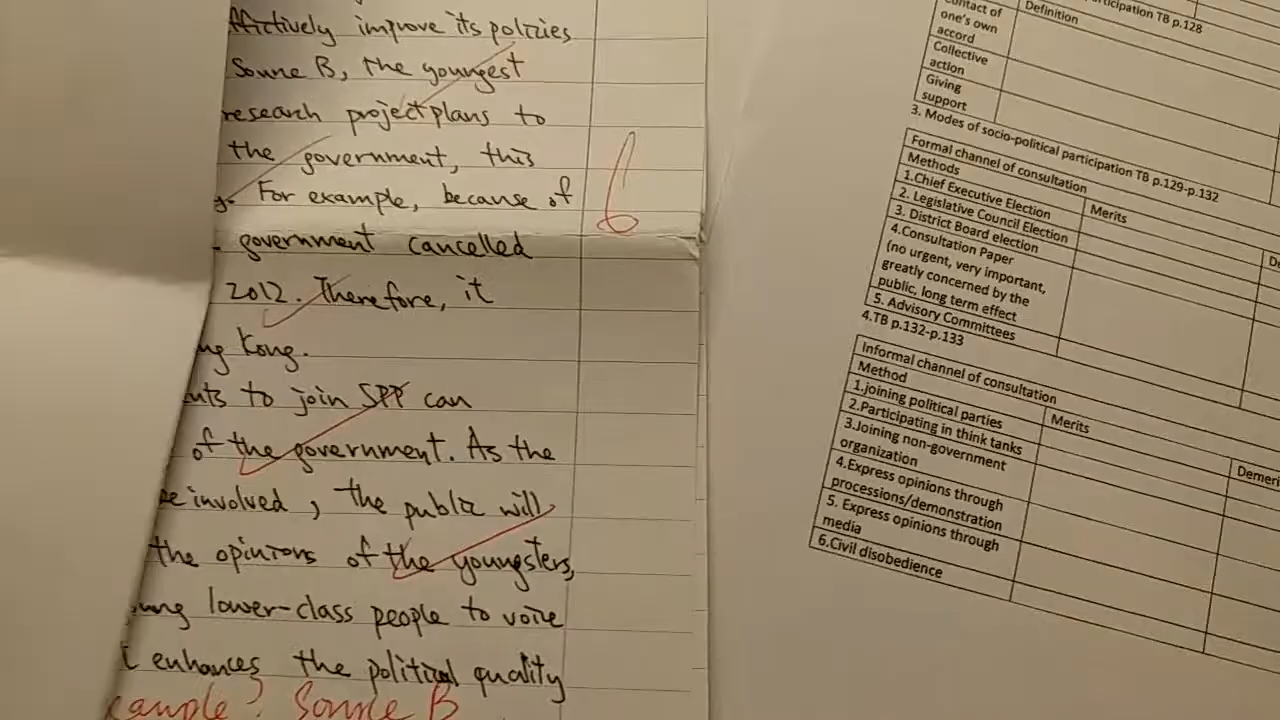 effectively improve its policies
Source B, the youngest
research project plans to
the government, this
For example, because of
government cancelled
2012. Therefore, it
Kong.
to join SPP can
of the government. As the
involved, the public will
the opinions of the youngsters,
lower-class people to voice
enhances the political quality
Source B
6
participation TB p.128
Contact of
one's own
accord
Definition
Collective
action
Giving
support
3. Modes of socio-political participation TB p.129-p.132
Formal channel of consultation
Methods
Merits
1.Chief Executive Election
2. Legislative Council Election
3. District Board election
4.Consultation Paper
(no urgent, very important,
greatly concerned by the
public, long term effect
5. Advisory Committees
4.TB p.132-p.133
Informal channel of consultation
Method
Merits
1.joining political parties
2.Participating in think tanks
3.Joining non-government
organization
4.Express opinions through
processions/demonstration
5. Express opinions through
media
6.Civil disobedience